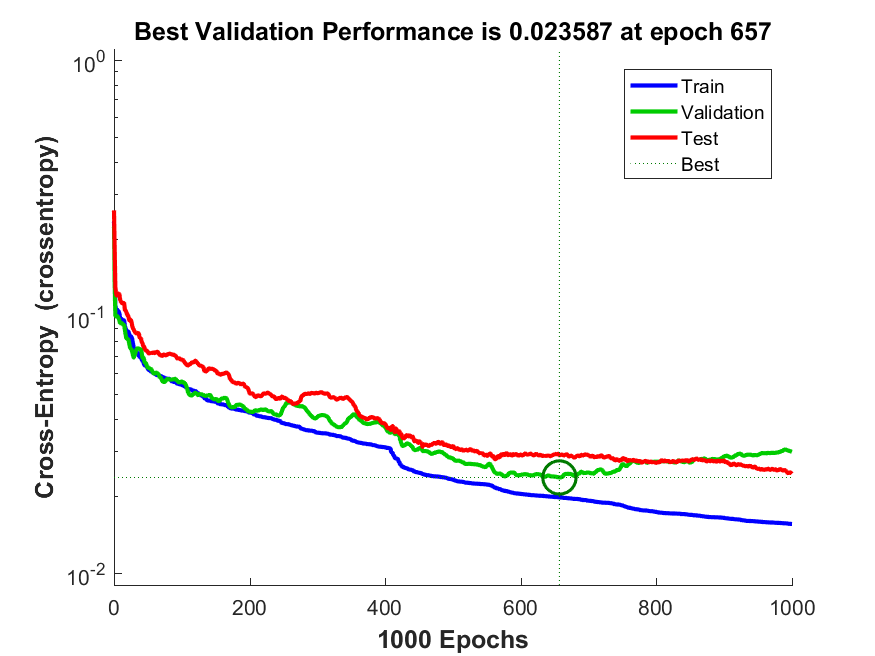 Best Validation Performance is 0.023587 at epoch 657
10^0
10^-1
10^-2
Cross-Entropy (crossentropy)
Train
Validation
Test
Best
0 200 400 600 800 1000
1000 Epochs